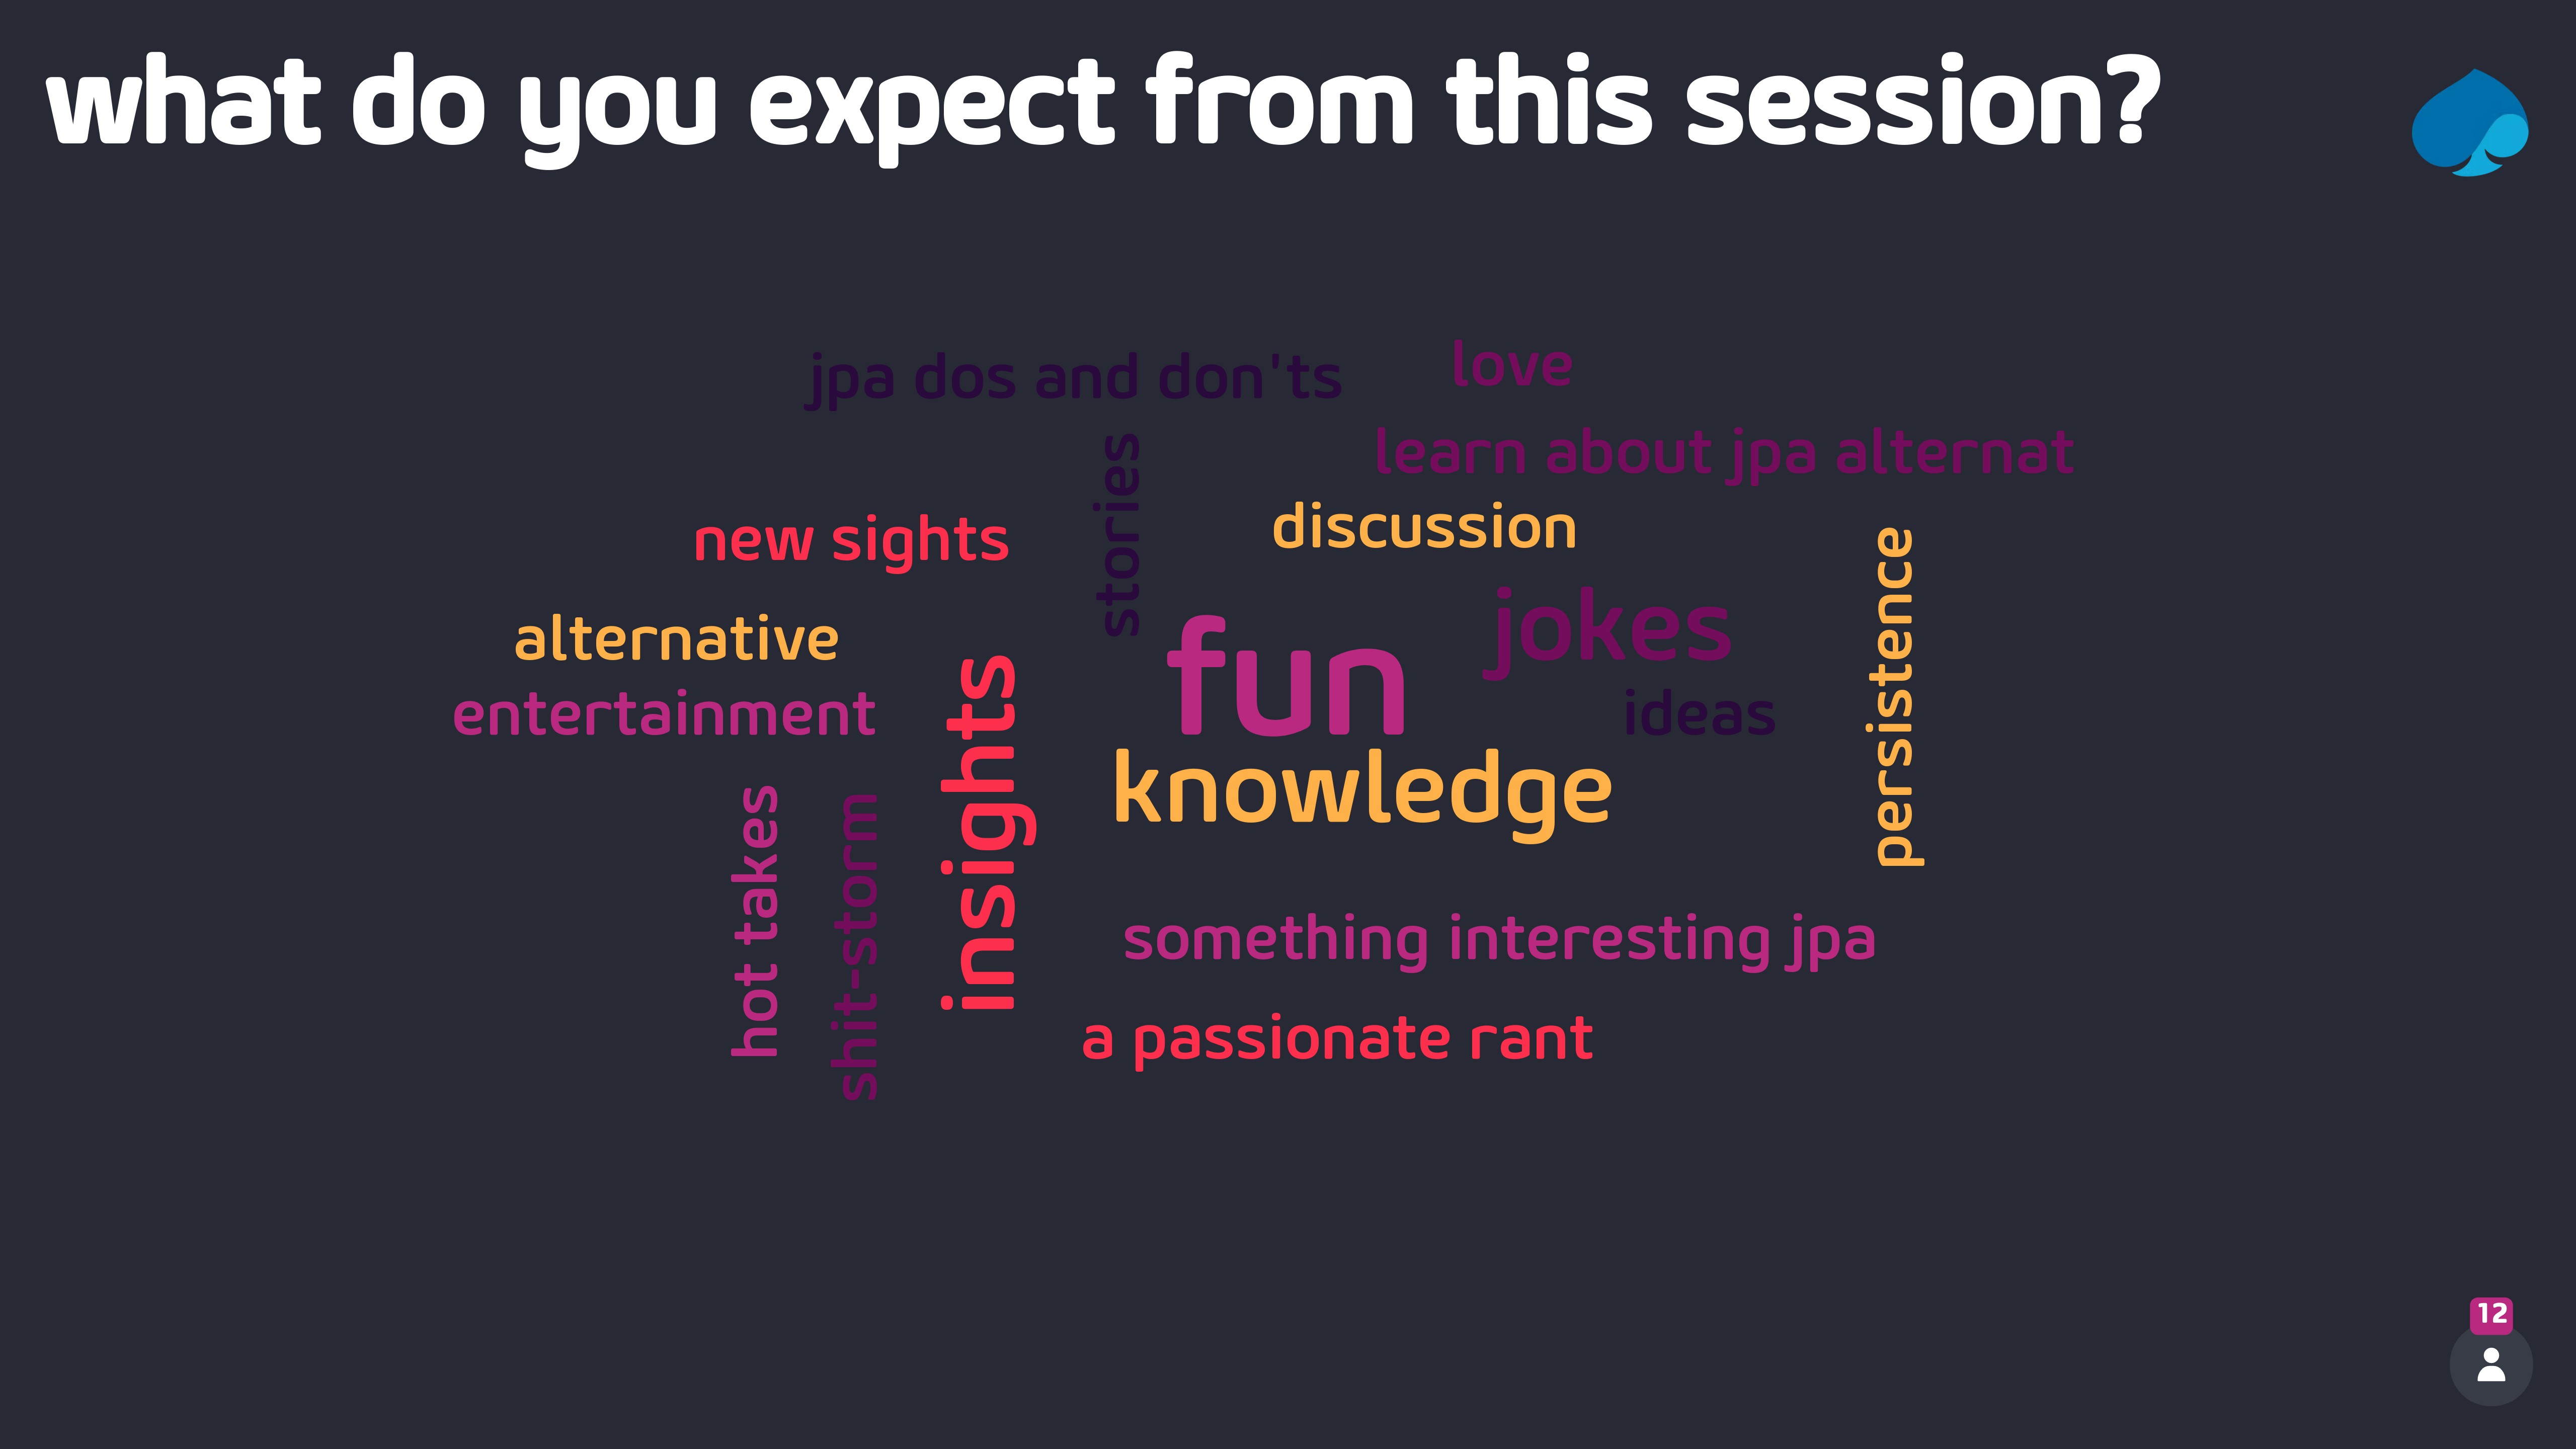 what do you expect from this session?
love
jpa dos and don'ts
learn about jpa alternat
stories
discussion
new sights
persistence
jokes
alternative
fun
entertainment
ideas
insights
knowledge
hot takes
shit-storm
something interesting jpa
a passionate rant
12